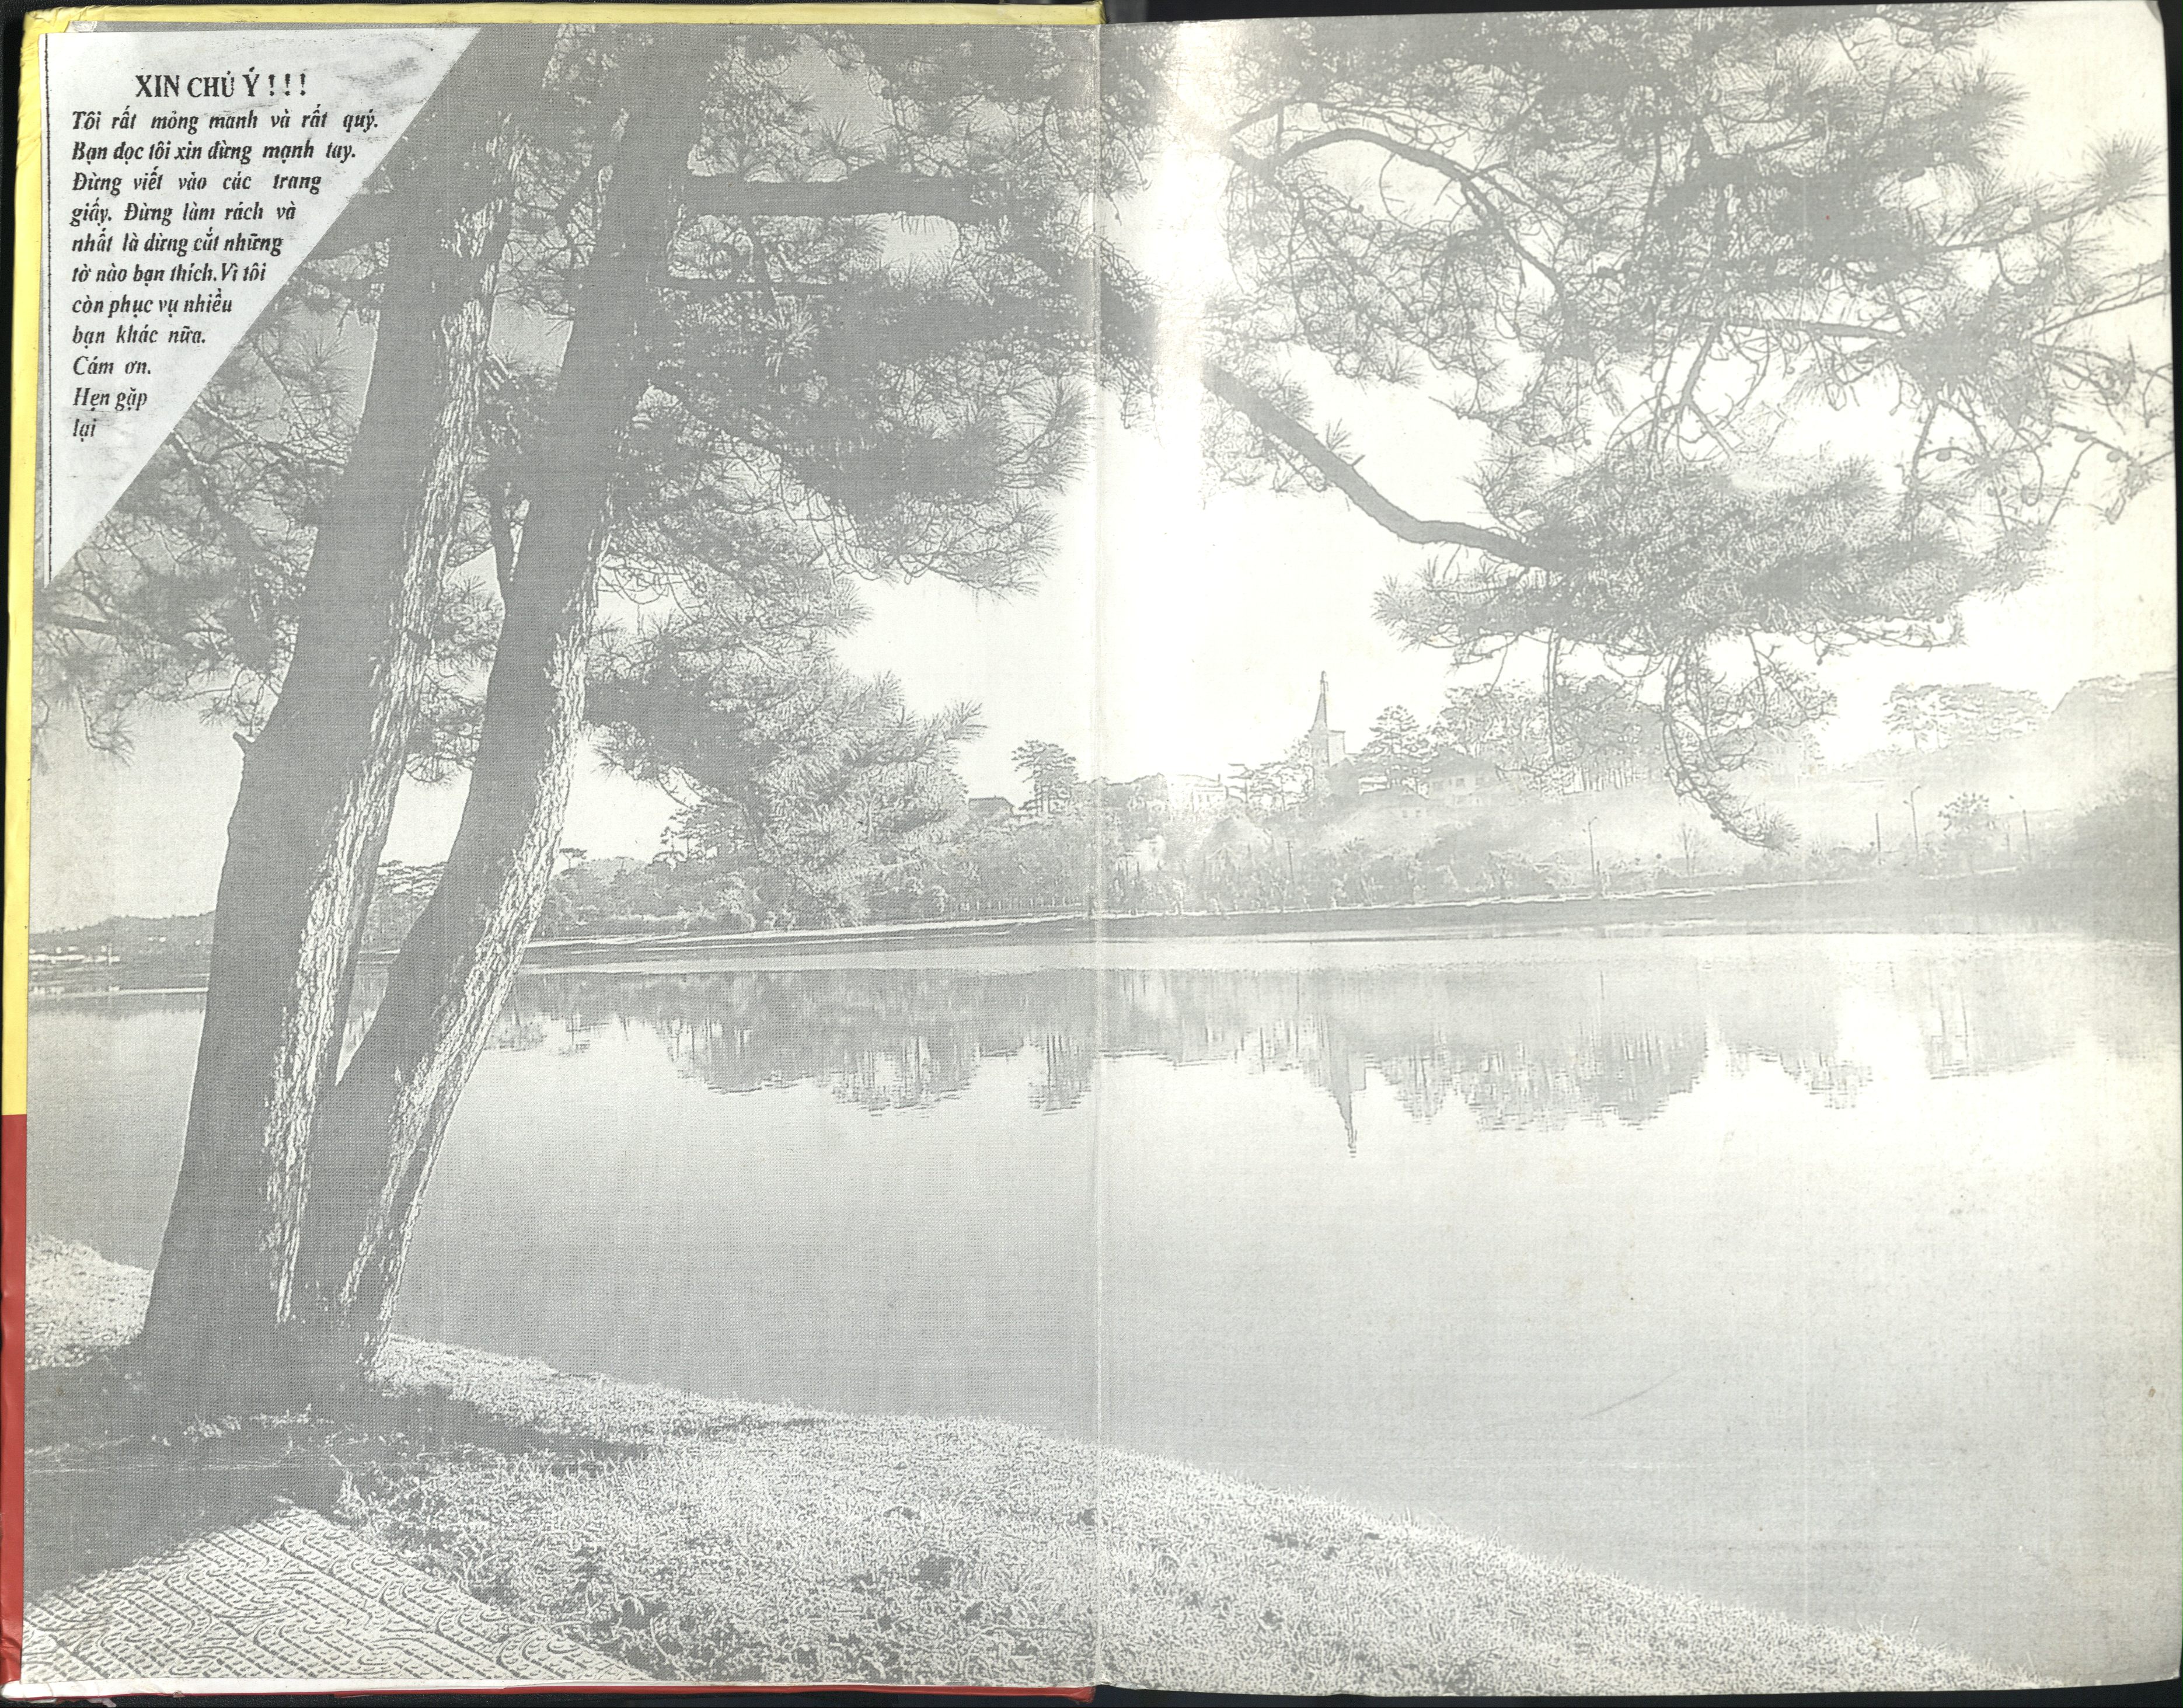 XIN CHÚ Ý ! ! !
Tôi rất mỏng manh và rất quý.
Bạn đọc tôi xin đừng mạnh tay.
Đừng viết vào các trang
giấy. Đừng làm rách và
nhất là đừng cắt những
tờ nào bạn thích. Vì tôi
còn phục vụ nhiều
bạn khác nữa.
Cám ơn.
Hẹn gặp
lại